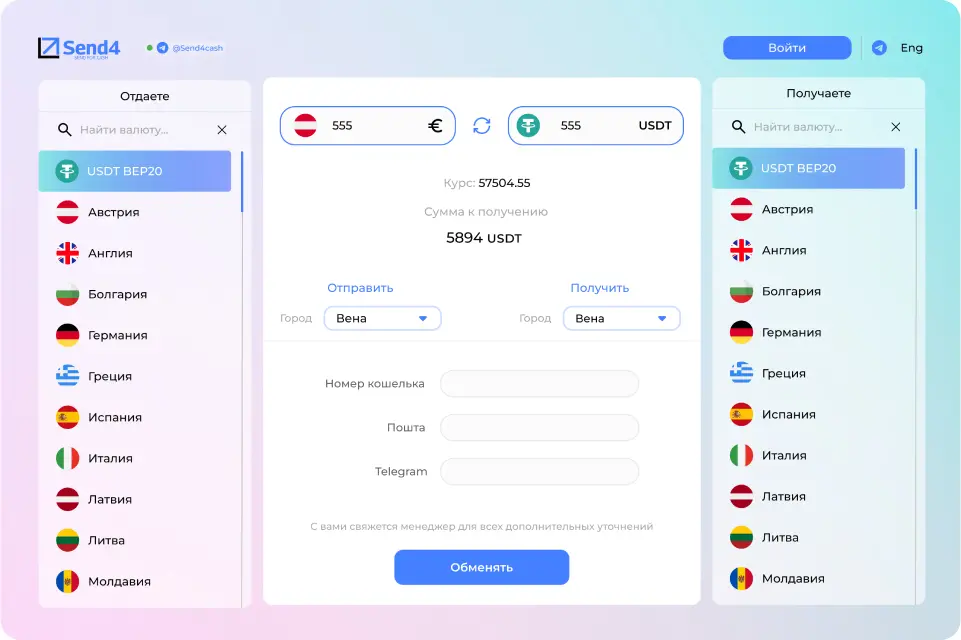 Send4
SEND FOR CASH
@Send4cash
Войти
Eng
Отдаете
Найти валюту...
USDT BEP20
Австрия
Англия
Болгария
Германия
Греция
Испания
Италия
Латвия
Литва
Молдавия
555 €
555 USDT
Курс: 57504.55
Сумма к получению
5894 USDT
Отправить
Город Вена
Получить
Город Вена
Номер кошелька
Пошта
Telegram
С вами свяжется менеджер для всех дополнительных уточнений
Обменять
Получаете
Найти валюту...
USDT BEP20
Австрия
Англия
Болгария
Германия
Греция
Испания
Италия
Латвия
Литва
Молдавия